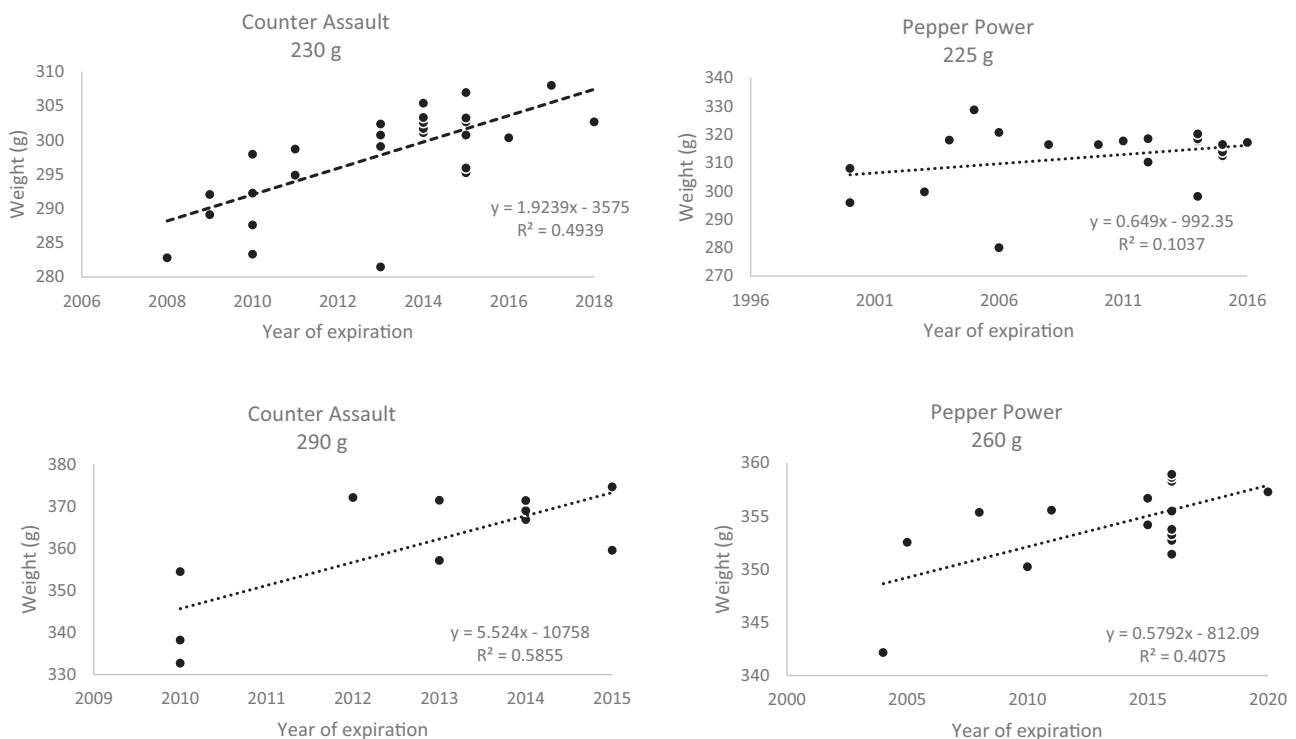 Counter Assault
230 g
310
305
300
295
290
285
280
Weight (g)
y = 1.9239x - 3575
R² = 0.4939
2006
2008
2010
2012
2014
2016
2018
Year of expiration
Pepper Power
225 g
330
320
310
300
290
280
270
Weight (g)
y = 0.649x - 992.35
R² = 0.1037
1996
2001
2006
2011
2016
Year of expiration
Counter Assault
290 g
380
370
360
350
340
330
Weight (g)
y = 5.524x - 10758
R² = 0.5855
2009
2010
2011
2012
2013
2014
2015
Year of expiration
Pepper Power
260 g
360
355
350
345
340
Weight (g)
y = 0.5792x - 812.09
R² = 0.4075
2000
2005
2010
2015
2020
Year of expiration